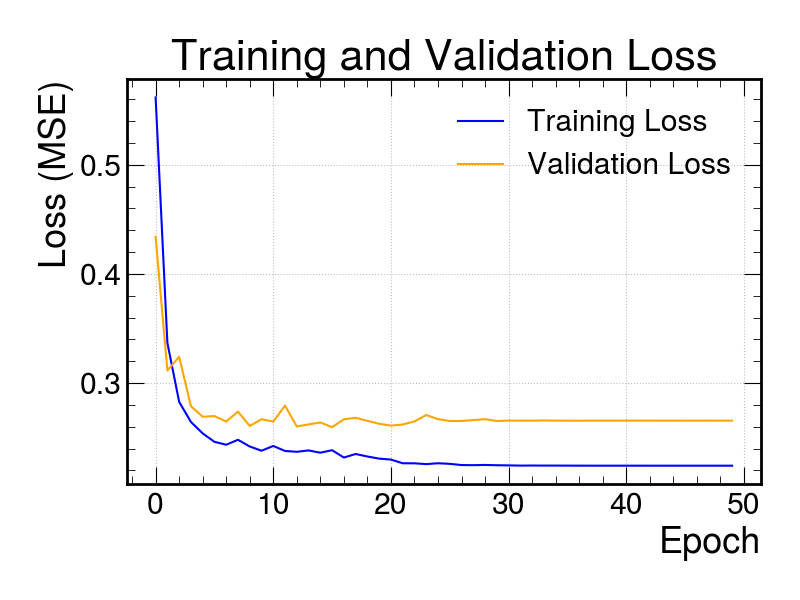 Training and Validation Loss
Loss (MSE)
Training Loss
Validation Loss
0.5
0.4
0.3
0 10 20 30 40 50
Epoch